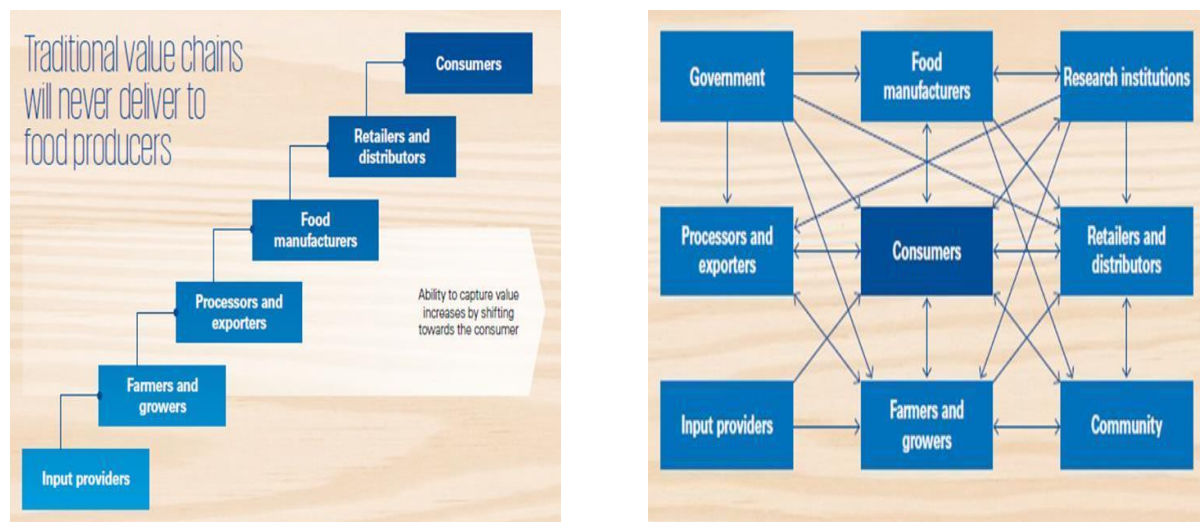 Traditional value chains
will never deliver to
food producers
Consumers
Retailers and
distributors
Food
manufacturers
Processors and
exporters
Ability to capture value
increases by shifting
towards the consumer
Farmers and
growers
Input providers
Government
Food
manufacturers
Research institutions
Processors and
exporters
Consumers
Retailers and
distributors
Input providers
Farmers and
growers
Community